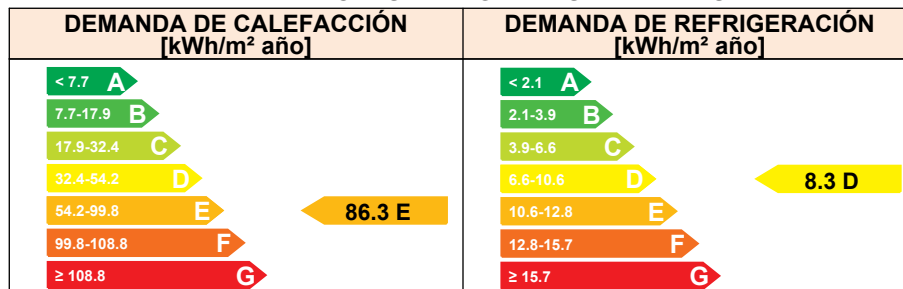 DEMANDA DE CALEFACCIÓN
[kWh/m² año]
< 7.7 A
7.7-17.9 B
17.9-32.4 C
32.4-54.2 D
54.2-99.8 E
99.8-108.8 F
≥ 108.8 G
86.3 E
DEMANDA DE REFRIGERACIÓN
[kWh/m² año]
< 2.1 A
2.1-3.9 B
3.9-6.6 C
6.6-10.6 D
10.6-12.8 E
12.8-15.7 F
≥ 15.7 G
8.3 D